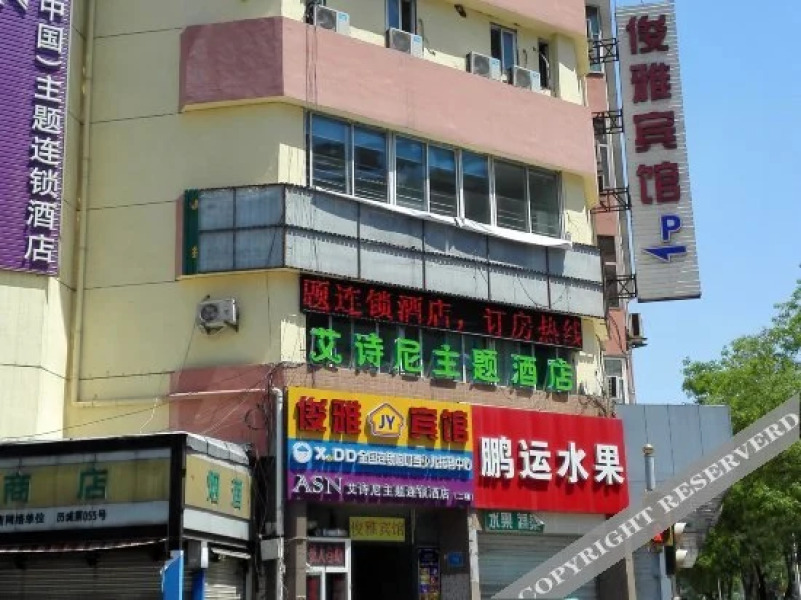 中国）主题连锁酒店
N
俊雅宾馆
P
题连锁酒店，订房热线
艾诗尼主题酒店
俊雅 JY 宾馆
鹏运水果
ASN 艾诗尼主题连锁酒店（二楼
商店
烟酒
俊雅宾馆
水果
COPYRIGHT RESERVED